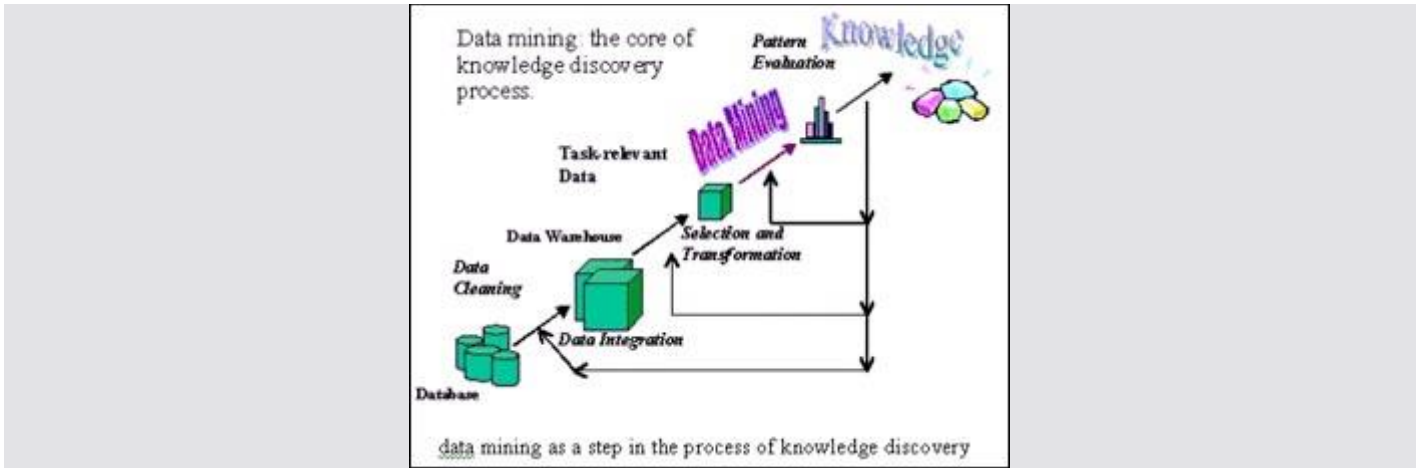 Data mining: the core of
knowledge discovery
process.
Pattern
Evaluation
Knowledge
Data Mining
Task-relevant
Data
Data Warehouse
Selection and
Transformation
Data
Cleaning
Data Integration
Database
data mining as a step in the process of knowledge discovery